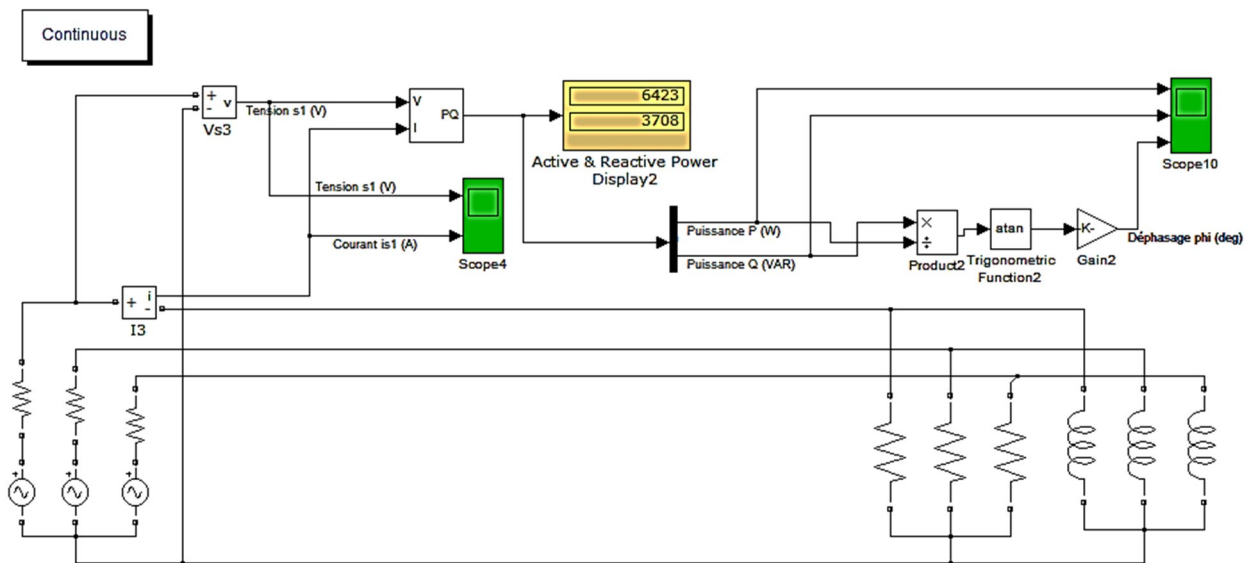 Continuous
+
-
v
Vs3
Tension s1 (V)
V
I
PQ
6423
3708
Active & Reactive Power
Display2
Tension s1 (V)
Courant is1 (A)
Scope4
Puissance P (W)
Puissance Q (VAR)
×
÷
Product2
atan
Trigonometric
Function2
-K-
Gain2
Déphasage phi (deg)
Scope10
+
i
-
I3
+
+
+